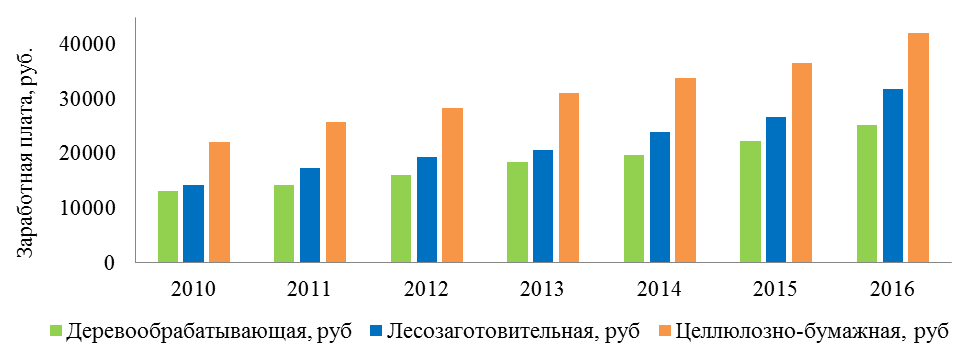 Заработная плата, руб.
40000
30000
20000
10000
0
2010 2011 2012 2013 2014 2015 2016
Деревообрабатывающая, руб Лесозаготовительная, руб Целлюлозно-бумажная, руб